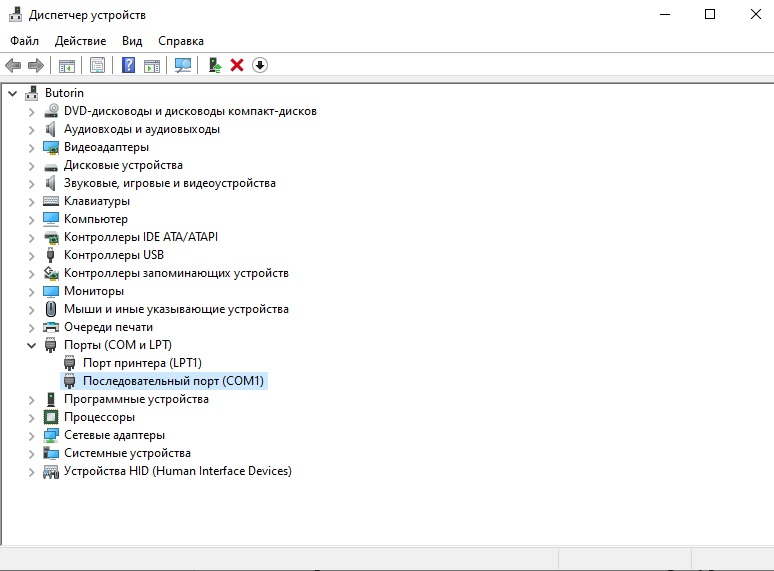 Диспетчер устройств
Файл Действие Вид Справка
Butorin
DVD-дисководы и дисководы компакт-дисков
Аудиовходы и аудиовыходы
Видеоадаптеры
Дисковые устройства
Звуковые, игровые и видеоустройства
Клавиатуры
Компьютер
Контроллеры IDE ATA/ATAPI
Контроллеры USB
Контроллеры запоминающих устройств
Мониторы
Мыши и иные указывающие устройства
Очереди печати
Порты (COM и LPT)
Порт принтера (LPT1)
Последовательный порт (COM1)
Программные устройства
Процессоры
Сетевые адаптеры
Системные устройства
Устройства HID (Human Interface Devices)